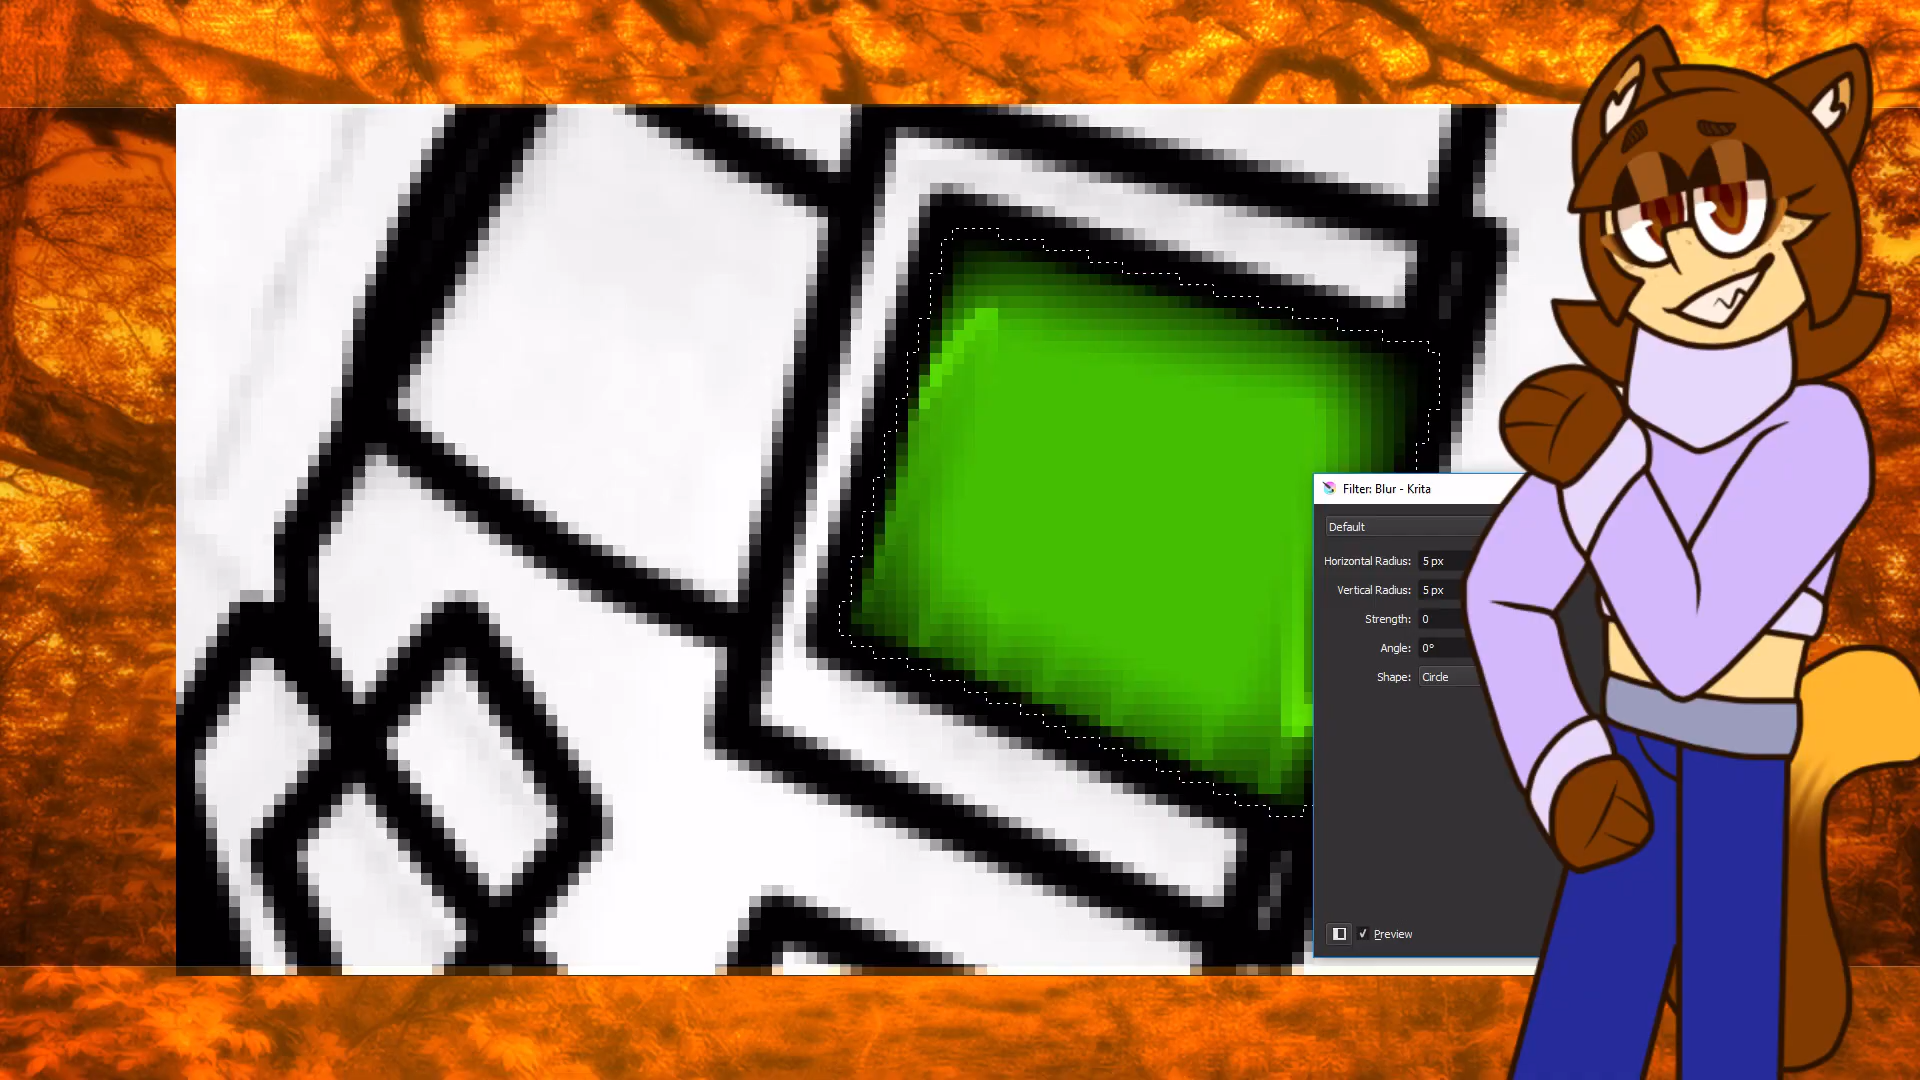 Filter: Blur - Krita
Default
Horizontal Radius: 5 px
Vertical Radius: 5 px
Strength: 0
Angle: 0°
Shape: Circle
Preview